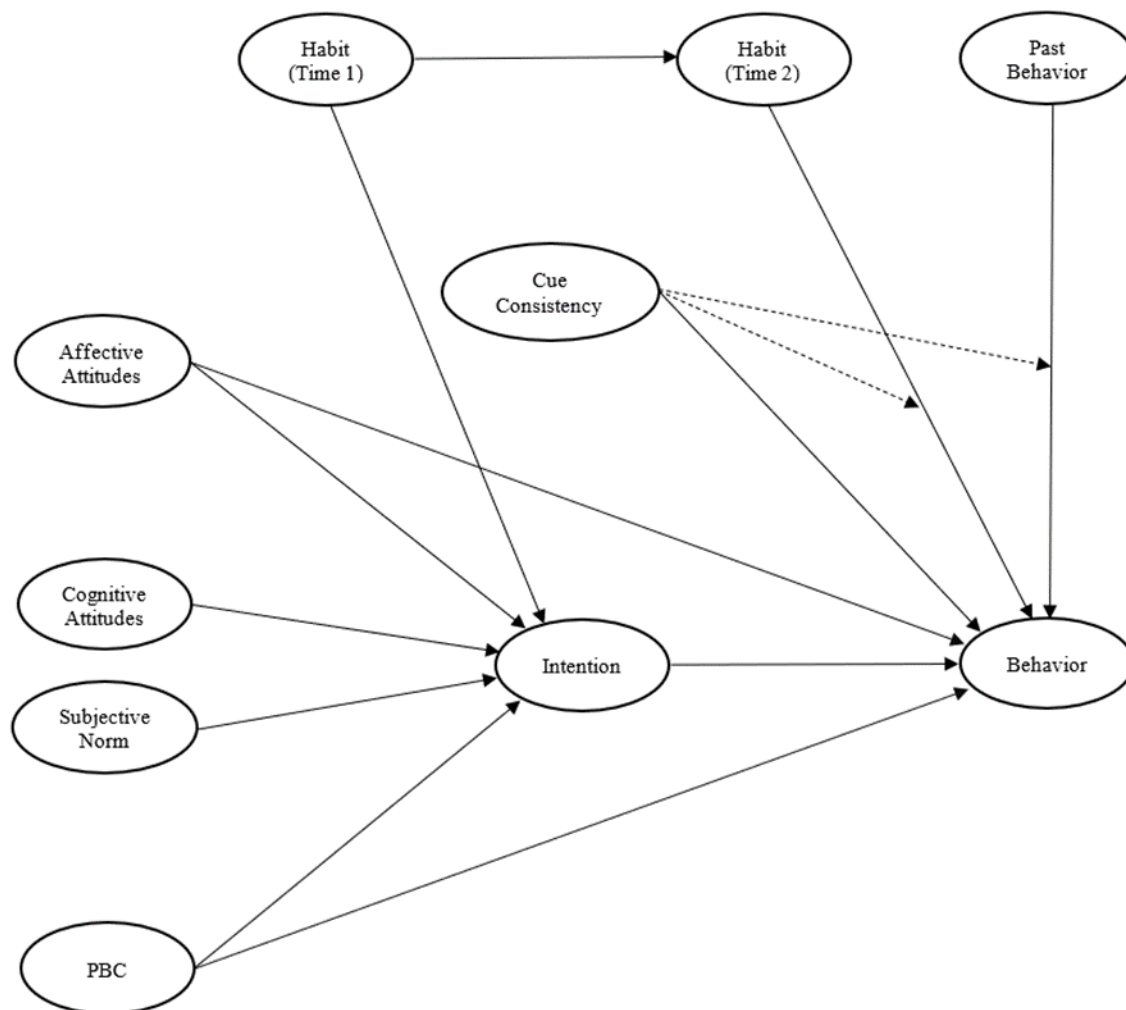 Habit
(Time 1)
Habit
(Time 2)
Past
Behavior
Cue
Consistency
Affective
Attitudes
Cognitive
Attitudes
Intention
Behavior
Subjective
Norm
PBC